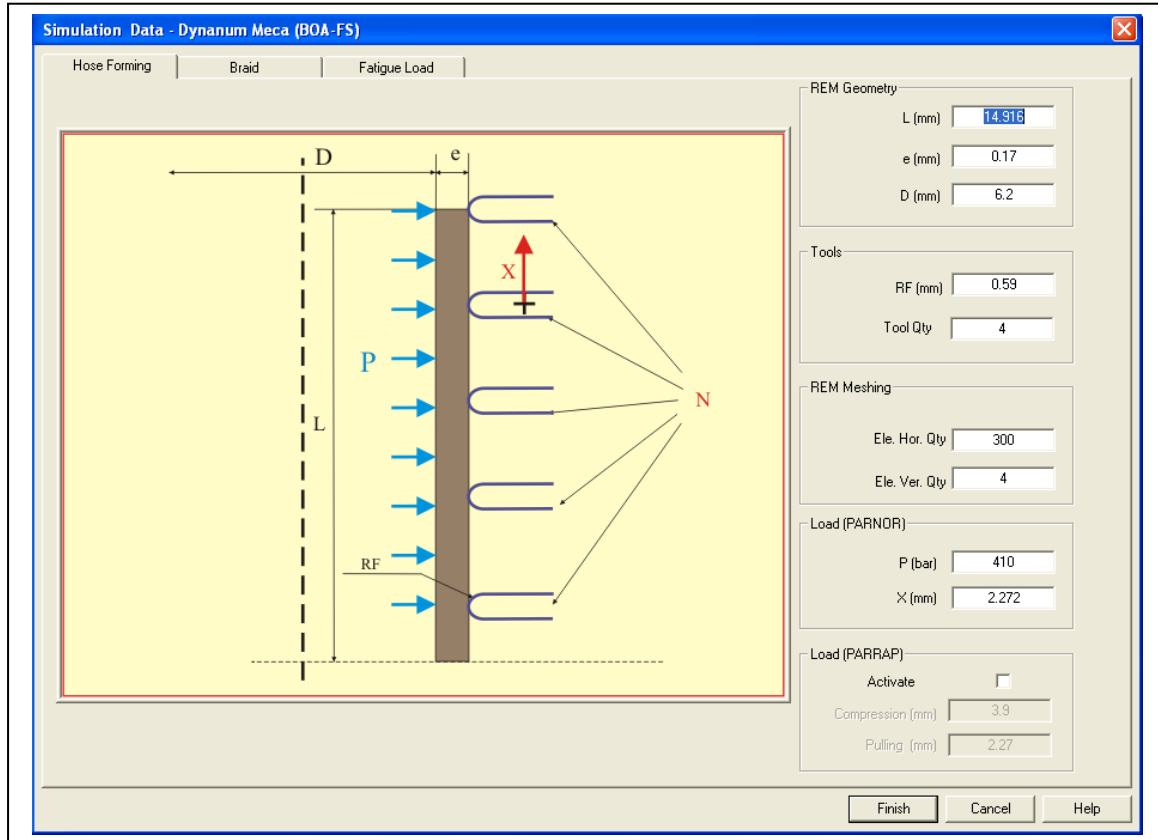 Simulation Data - Dynanum Meca (BOA-FS)
Hose Forming Braid Fatigue Load
REM Geometry
L (mm) 14.916
e (mm) 0.17
D (mm) 6.2
Tools
RF (mm) 0.59
Tool Qty 4
REM Meshing
Ele. Hor. Qty 300
Ele. Ver. Qty 4
Load (PARNOR)
P (bar) 410
X (mm) 2.272
Load (PARRAP)
Activate
Compression (mm) 3.9
Pulling (mm) 2.27
D e
X
P
N
L
RF
Finish Cancel Help